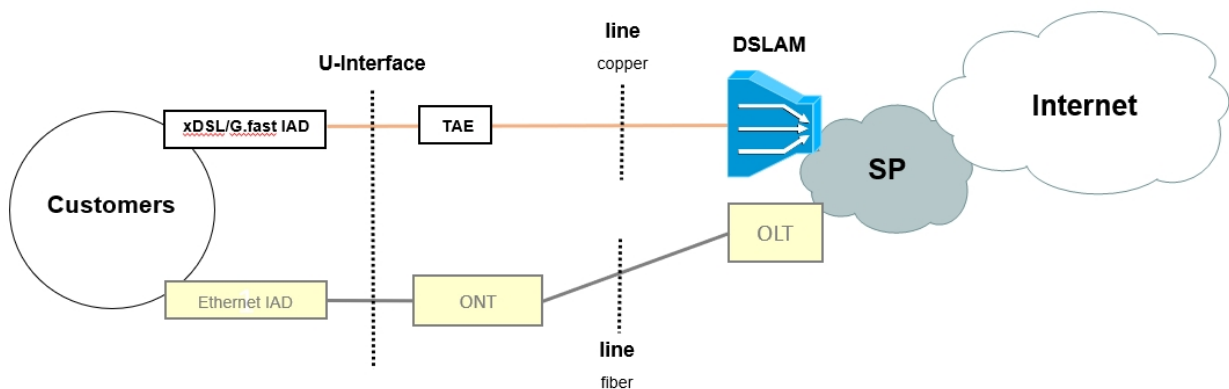 line
copper
DSLAM
U-Interface
Internet
xDSL/G.fast IAD
TAE
SP
Customers
OLT
Ethernet IAD
ONT
line
fiber